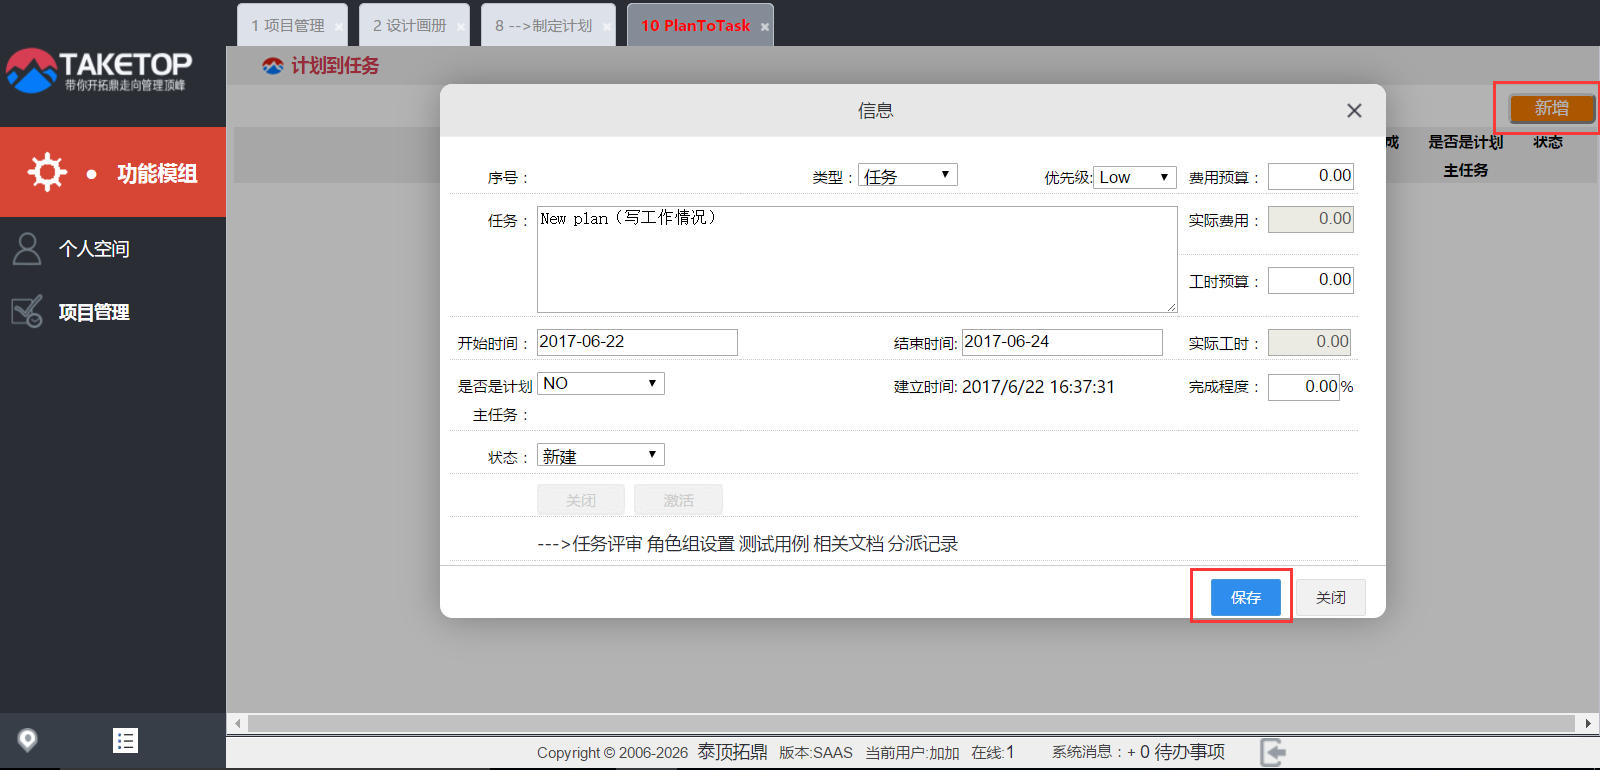 1 项目管理 ×
2 设计画册 ×
8 -->制定计划 ×
10 PlanToTask ×
TAKETOP
带你开拓鼎走向管理顶峰
功能模组
个人空间
项目管理
计划到任务
新增
成 是否是计划主任务 状态
信息
序号： 类型： 任务 优先级: Low 费用预算： 0.00
任务： New plan（写工作情况） 实际费用： 0.00
工时预算： 0.00
开始时间： 2017-06-22 结束时间: 2017-06-24 实际工时： 0.00
是否是计划 NO 建立时间: 2017/6/22 16:37:31 完成程度： 0.00 %
主任务：
状态： 新建
关闭 激活
--->任务评审 角色组设置 测试用例 相关文档 分派记录
保存 关闭
Copyright © 2006-2026 泰顶拓鼎 版本:SAAS 当前用户:加加 在线:1 系统消息：+ 0 待办事项